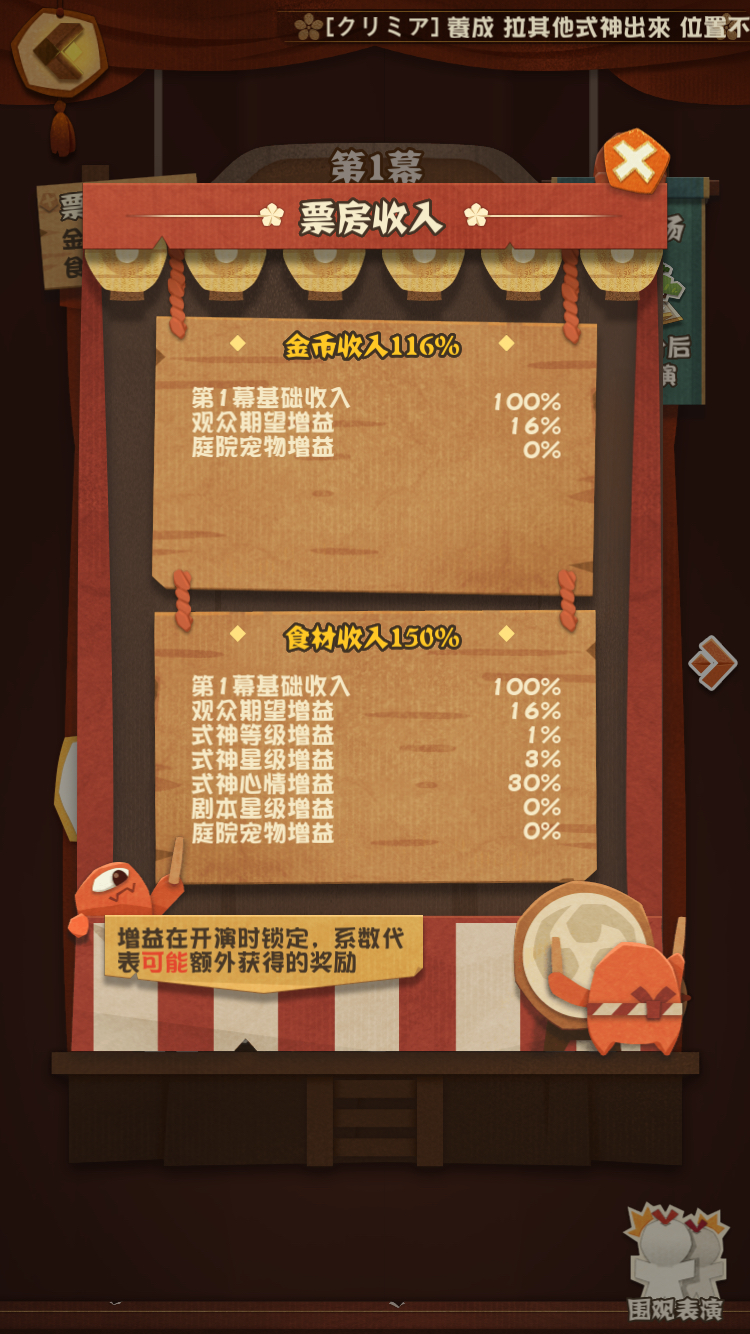 [クリミア] 養成 拉其他式神出來 位置不
第1幕
票房收入
票
金
食
场
后
演
金币收入116%
第1幕基础收入 100%
观众期望增益 16%
庭院宠物增益 0%
食材收入150%
第1幕基础收入 100%
观众期望增益 16%
式神等级增益 1%
式神星级增益 3%
式神心情增益 30%
剧本星级增益 0%
庭院宠物增益 0%
增益在开演时锁定，系数代
表可能额外获得的奖励
围观表演